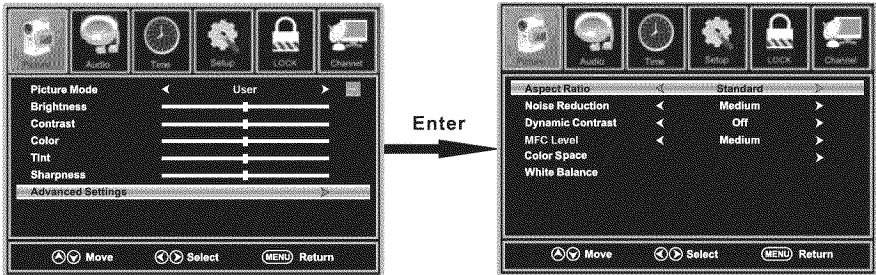 Picture Audio Time Setup LOCK Channel
Picture Mode User
Brightness
Contrast
Color
Tint
Sharpness
Advanced Settings
Move Select MENU Return
Enter
Picture Audio Time Setup LOCK Channel
Aspect Ratio Standard
Noise Reduction Medium
Dynamic Contrast Off
MFC Level Medium
Color Space
White Balance
Move Select MENU Return